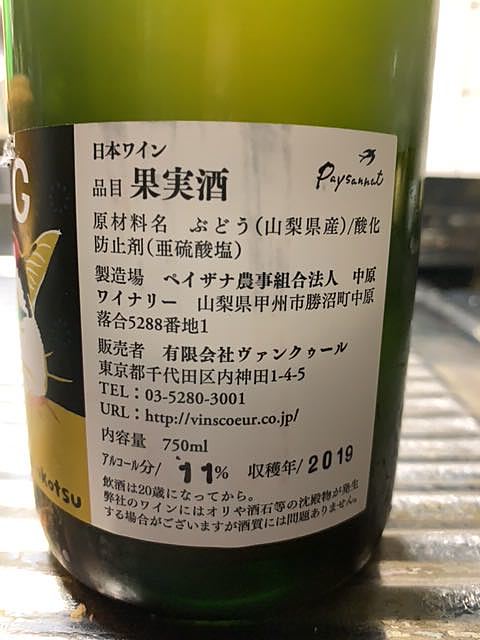 日本ワイン
Paysannat
品目 果実酒
原材料名 ぶどう(山梨県産)/酸化
防止剤(亜硫酸塩)
製造場 ペイザナ農事組合法人 中原
ワイナリー 山梨県甲州市勝沼町中原
落合5288番地1
販売者 有限会社ヴァンクゥール
東京都千代田区内神田1-4-5
TEL:03-5280-3001
URL:http://vinscoeur.co.jp/
内容量 750ml
アルコール分/ 11% 収穫年/2019
飲酒は20歳になってから。
弊社のワインにはオリや酒石等の沈殿物が発生
する場合がございますが酒質には問題ありません。
G
kotsu